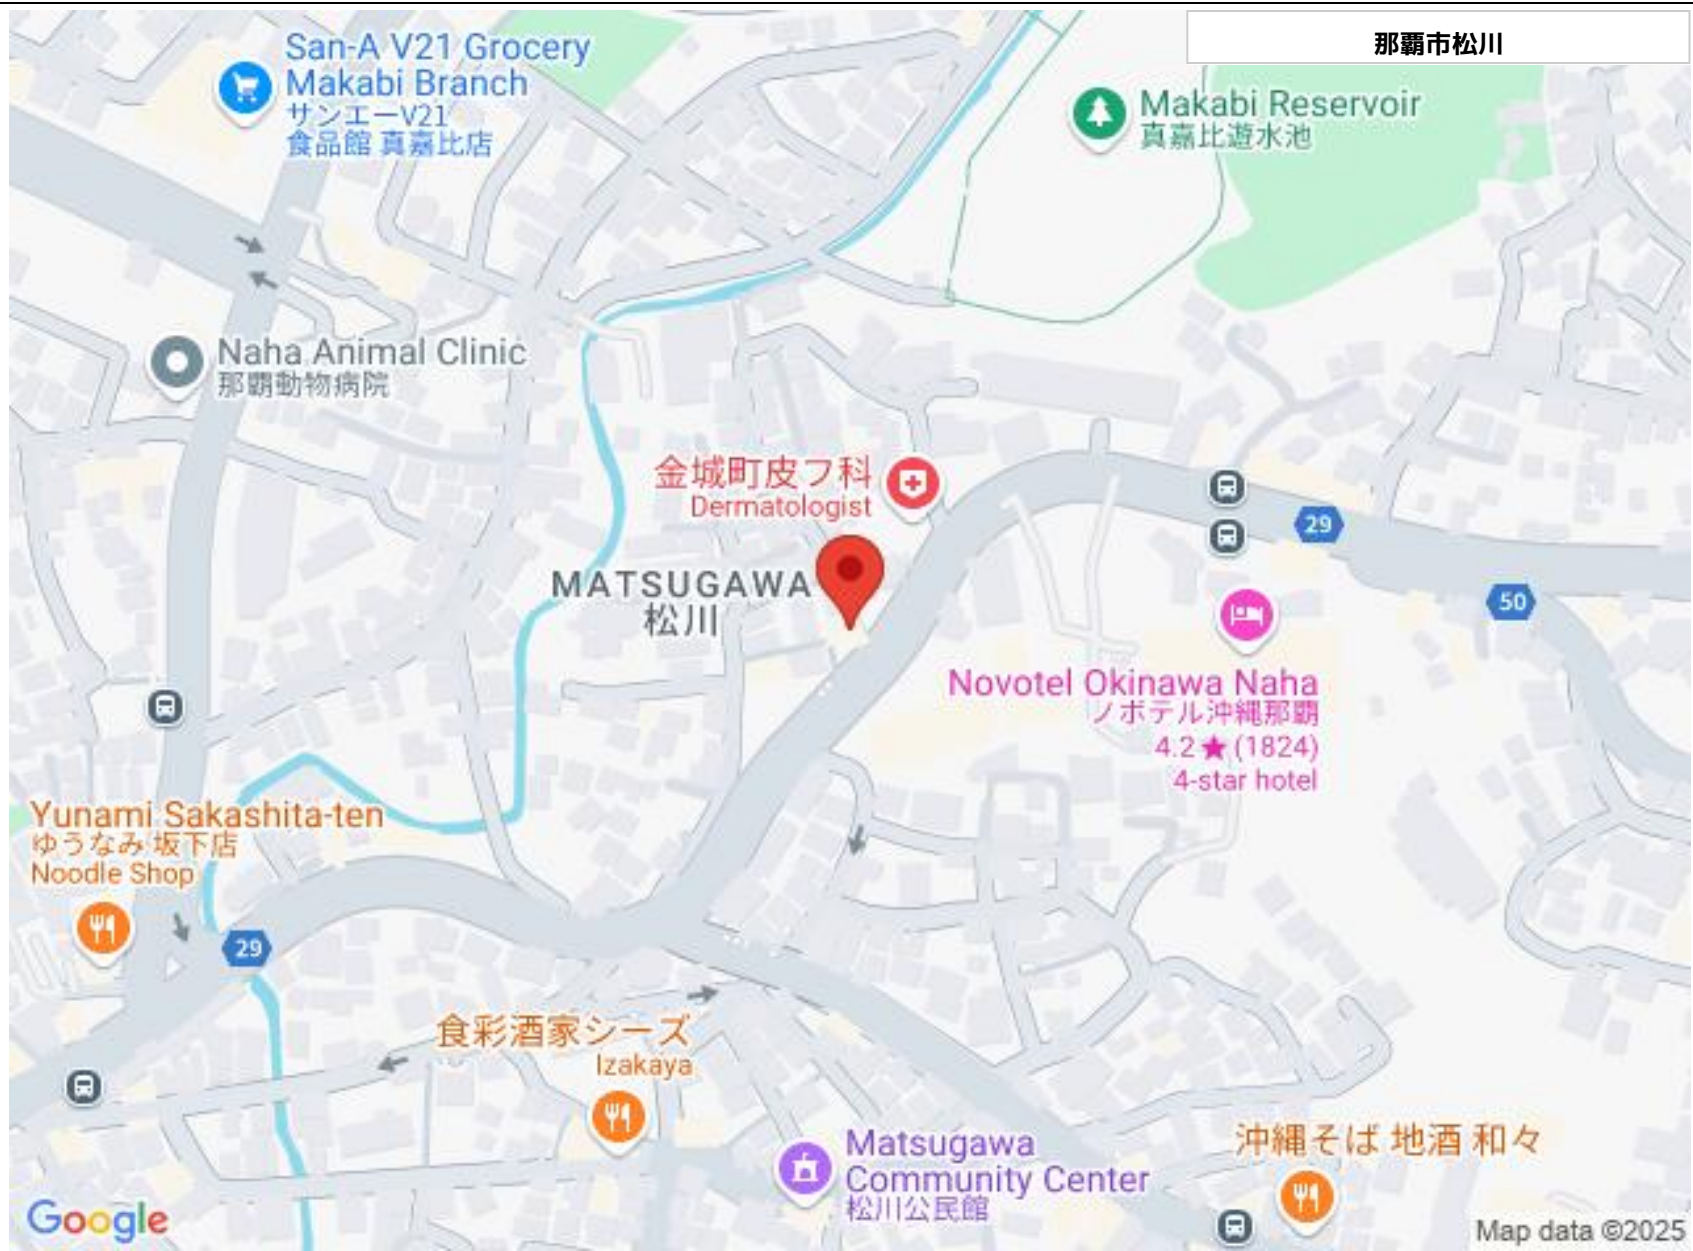 那覇市松川
San-A V21 Grocery
Makabi Branch
サンエーV21
食品館 真嘉比店
Makabi Reservoir
真嘉比遊水池
Naha Animal Clinic
那覇動物病院
金城町皮フ科
Dermatologist
29
MATSUGAWA
松川
50
Novotel Okinawa Naha
ノボテル沖縄那覇
4.2★(1824)
4-star hotel
Yunami Sakashita-ten
ゆうなみ 坂下店
Noodle Shop
29
食彩酒家シーズ
Izakaya
Matsugawa
Community Center
松川公民館
沖縄そば 地酒 和々
Google
Map data ©2025